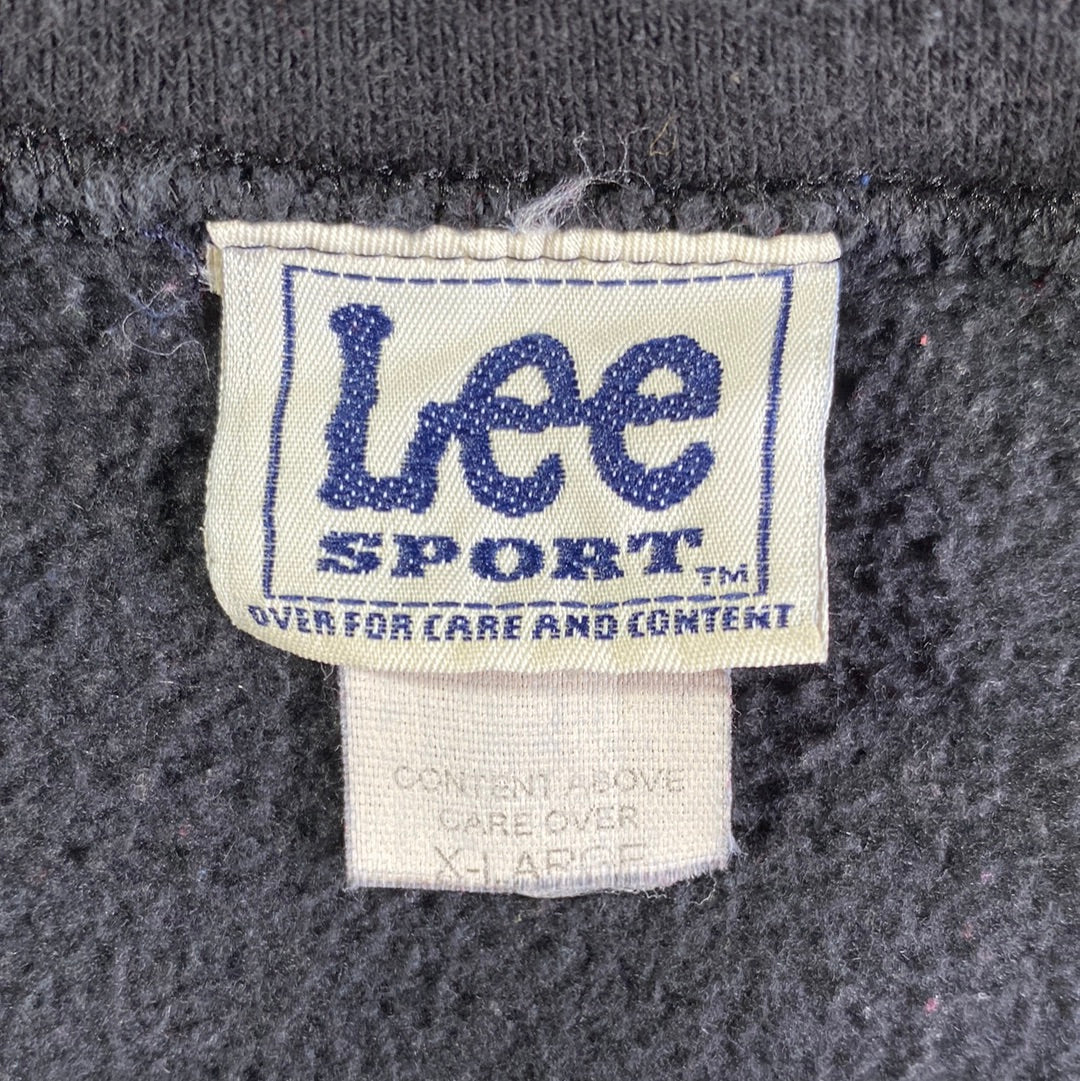 Lee
SPORT TM
OVER FOR CARE AND CONTENT
CONTENT ABOVE
CARE OVER
X-LARGE